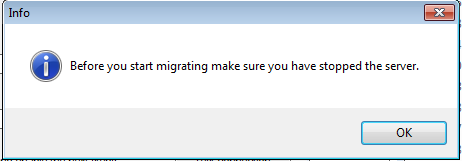 Info
Before you start migrating make sure you have stopped the server.
OK